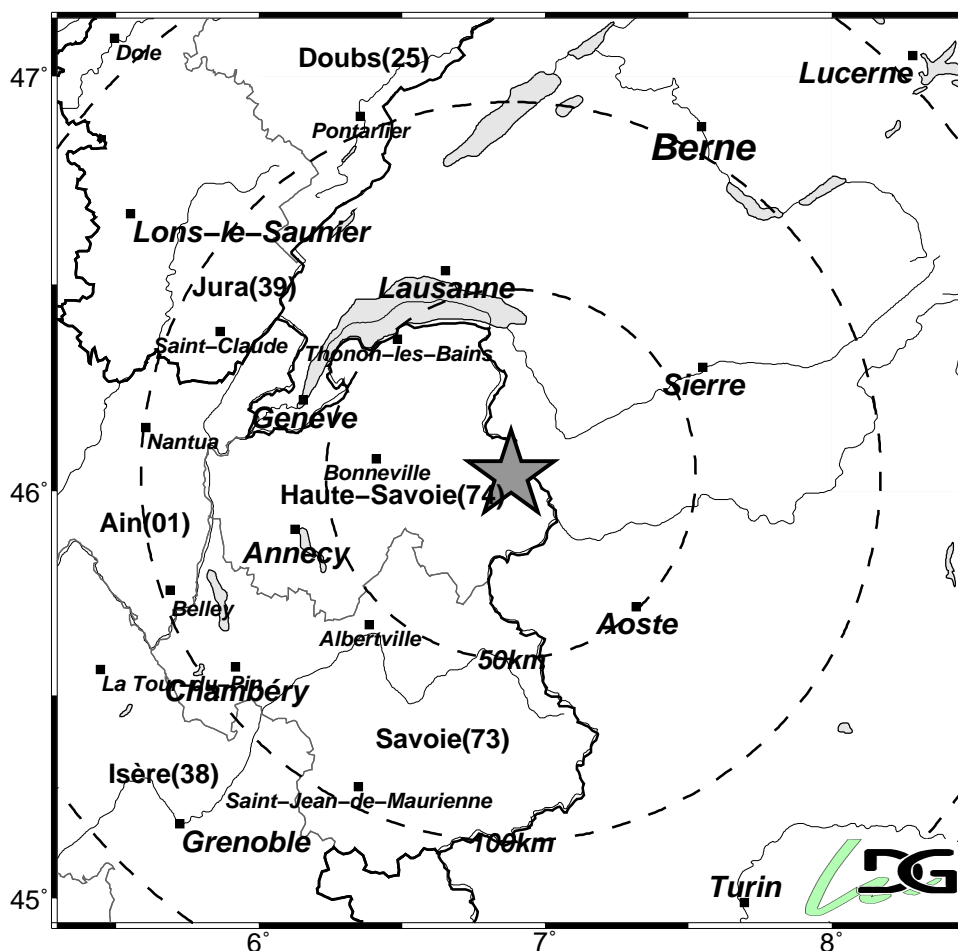 Dole
Doubs(25)
47°
Lucerne
Pontarlier
Berne
Lons-le-Saunier
Jura(39)
Lausanne
Saint-Claude
Thonon-les-Bains
Sierre
Genève
Nantua
Bonneville
46°
Haute-Savoie(74)
Ain(01)
Annecy
Belley
Aoste
Albertville
50km
La Tour-du-Pin
Chambéry
Savoie(73)
Isère(38)
Saint-Jean-de-Maurienne
Grenoble
100km
Turin
DG
45°
6°
7°
8°